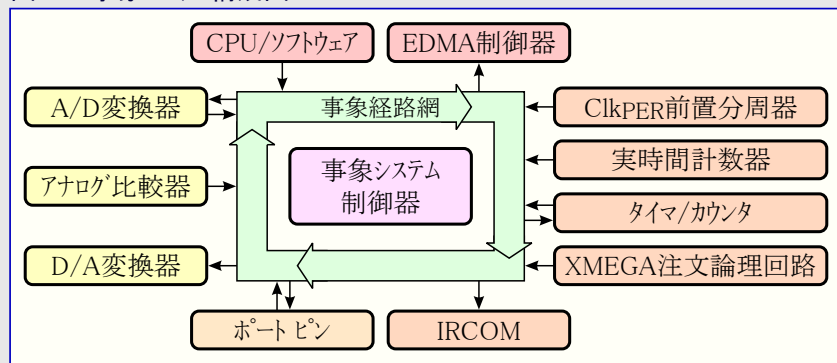 CPU/ソフトウェア
EDMA制御器
A/D変換器
事象経路網
ClkPER前置分周器
アナログ比較器
事象システム
制御器
実時間計数器
タイマ/カウンタ
D/A変換器
XMEGA注文論理回路
ポート ピン
IRCOM